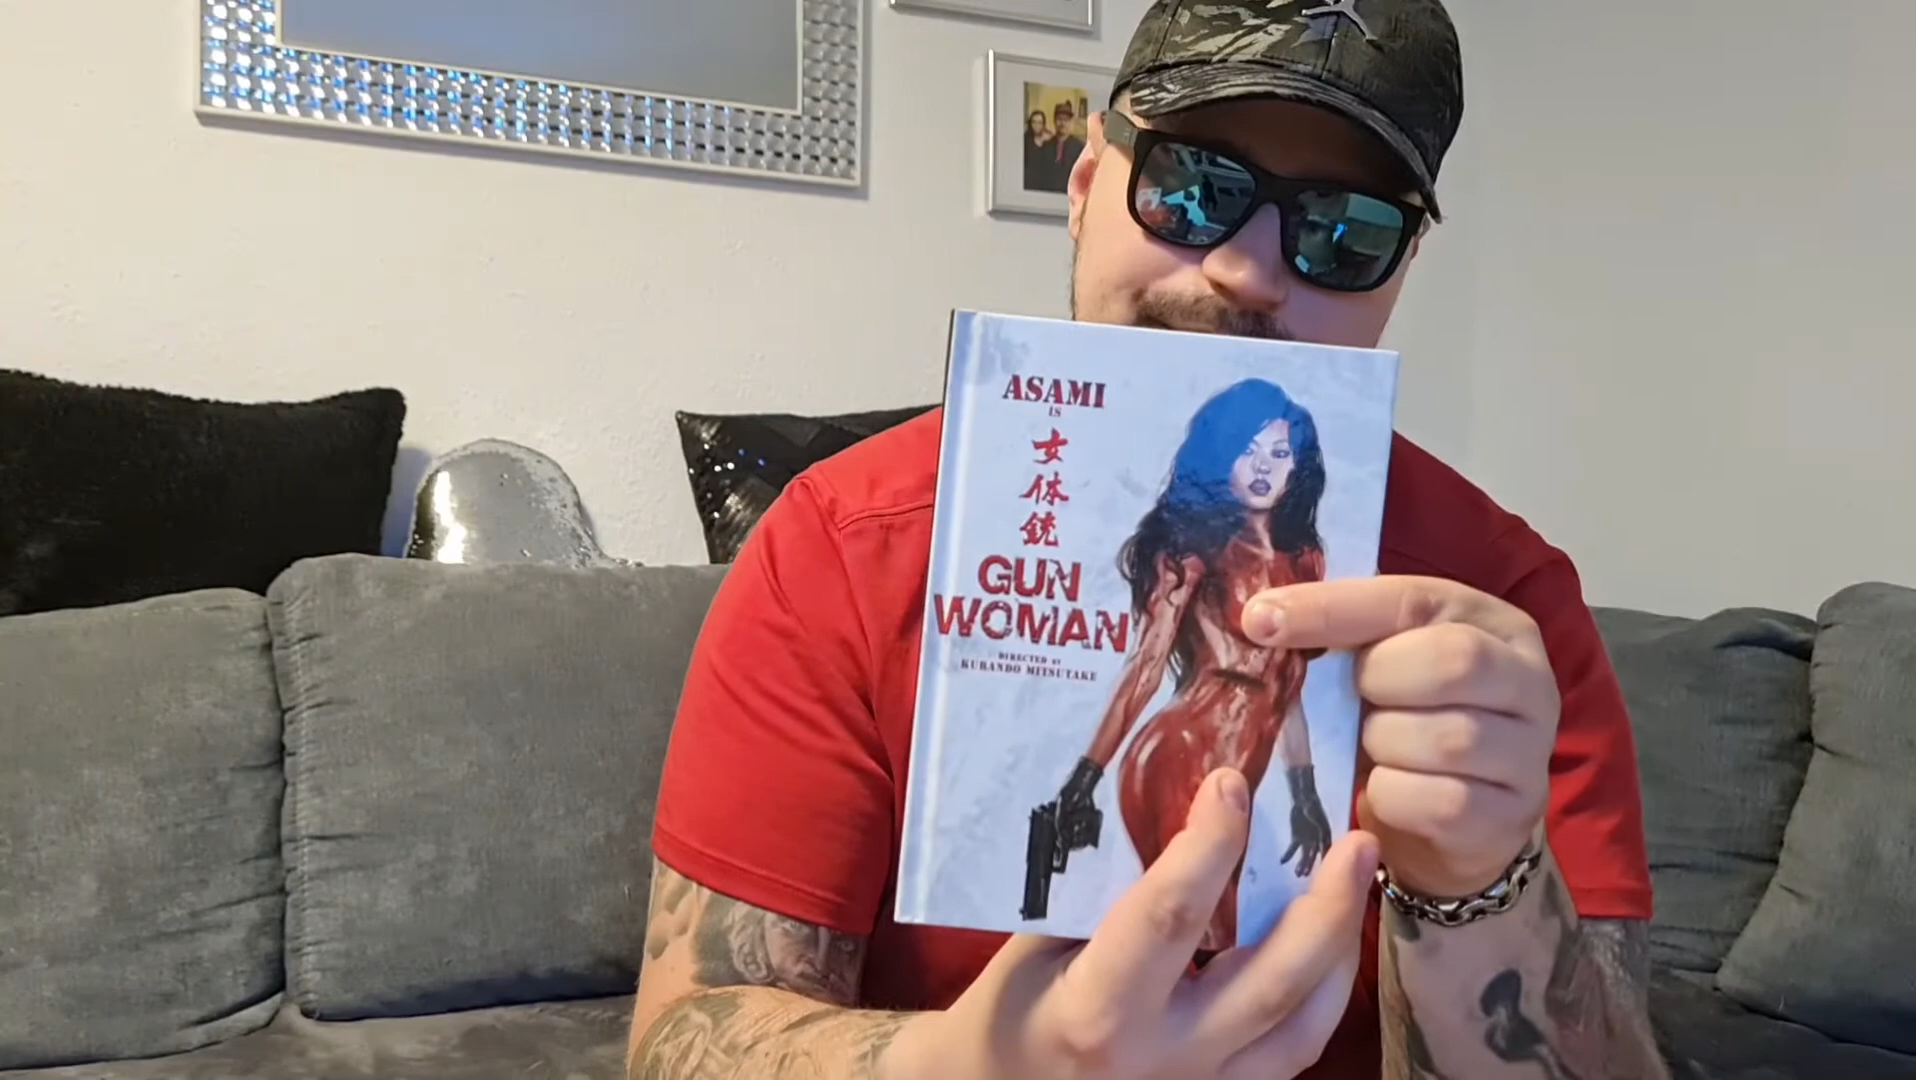 ASAMI
IS
女
体
銃
GUN
WOMAN
DIRECTED BY
KURANDO MITSUTAKE